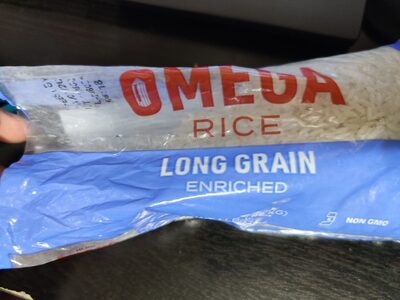 OMEGA
RICE
LONG GRAIN
ENRICHED
NON GMO